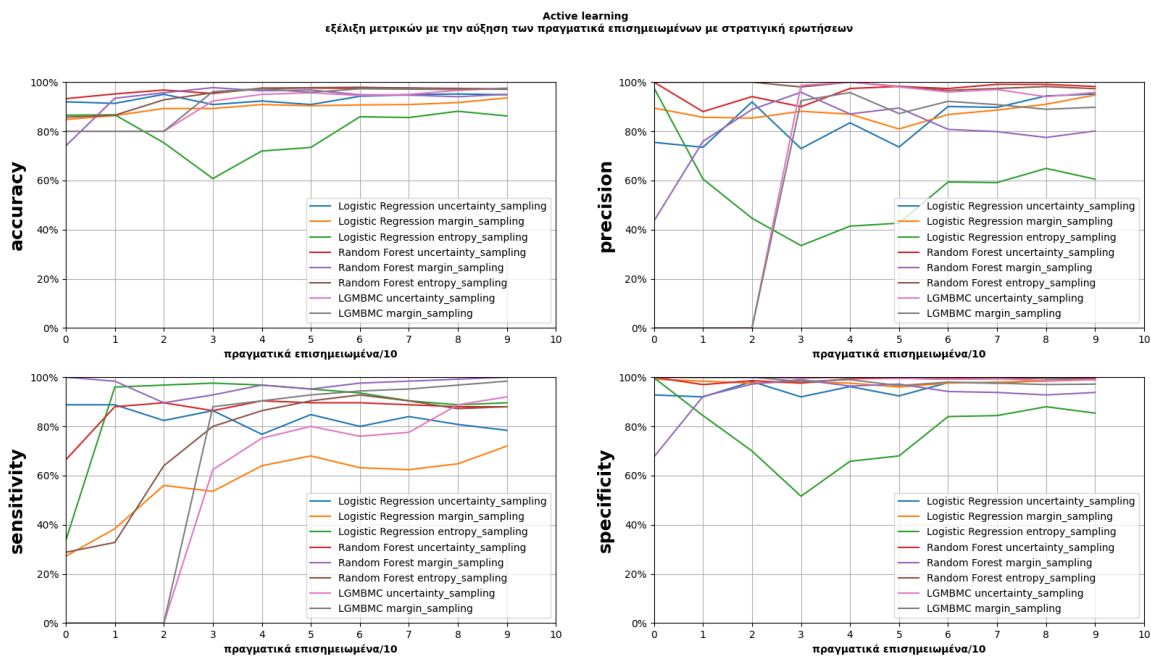 Active learning
εξέλιξη μετρικών με την αύξηση των πραγματικά επισημειωμένων με στρατιγική ερωτήσεων
accuracy
100%
80%
60%
40%
20%
0%
Logistic Regression uncertainty_sampling
Logistic Regression margin_sampling
Logistic Regression entropy_sampling
Random Forest uncertainty_sampling
Random Forest margin_sampling
Random Forest entropy_sampling
LGMBMC uncertainty_sampling
LGMBMC margin_sampling
0 1 2 3 4 5 6 7 8 9 10
πραγματικά επισημειωμένα/10
precision
100%
80%
60%
40%
20%
0%
Logistic Regression uncertainty_sampling
Logistic Regression margin_sampling
Logistic Regression entropy_sampling
Random Forest uncertainty_sampling
Random Forest margin_sampling
Random Forest entropy_sampling
LGMBMC uncertainty_sampling
LGMBMC margin_sampling
0 1 2 3 4 5 6 7 8 9 10
πραγματικά επισημειωμένα/10
sensitivity
100%
80%
60%
40%
20%
0%
Logistic Regression uncertainty_sampling
Logistic Regression margin_sampling
Logistic Regression entropy_sampling
Random Forest uncertainty_sampling
Random Forest margin_sampling
Random Forest entropy_sampling
LGMBMC uncertainty_sampling
LGMBMC margin_sampling
0 1 2 3 4 5 6 7 8 9 10
πραγματικά επισημειωμένα/10
specificity
100%
80%
60%
40%
20%
0%
Logistic Regression uncertainty_sampling
Logistic Regression margin_sampling
Logistic Regression entropy_sampling
Random Forest uncertainty_sampling
Random Forest margin_sampling
Random Forest entropy_sampling
LGMBMC uncertainty_sampling
LGMBMC margin_sampling
0 1 2 3 4 5 6 7 8 9 10
πραγματικά επισημειωμένα/10